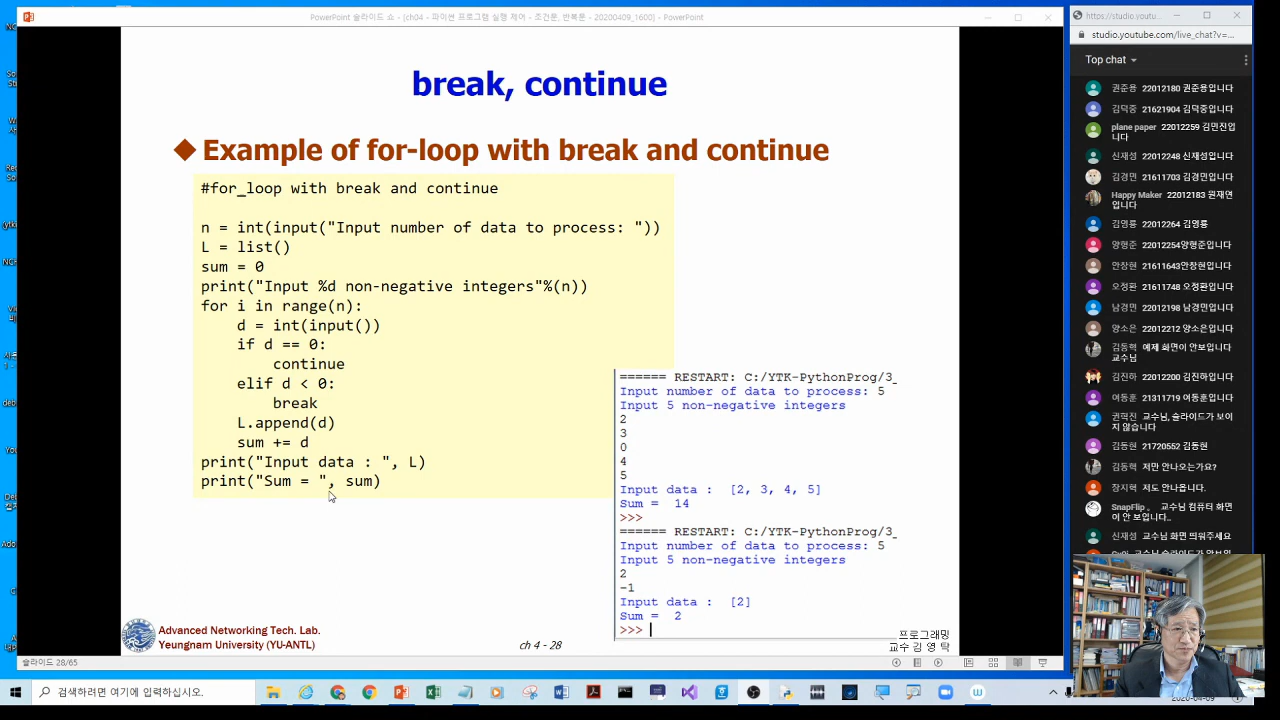 PowerPoint 슬라이드 쇼 - [ch04 - 파이썬 프로그램 실행 제어 - 조건문, 반복문 - 20200409_1600] - PowerPoint
break, continue
Example of for-loop with break and continue
#for_loop with break and continue
n = int(input("Input number of data to process: "))
L = list()
sum = 0
print("Input %d non-negative integers"%(n))
for i in range(n):
d = int(input())
if d == 0:
continue
elif d < 0:
break
L.append(d)
sum += d
print("Input data : ", L)
print("Sum = ", sum)
====== RESTART: C:/YTK-PythonProg/3_
Input number of data to process: 5
Input 5 non-negative integers
2
3
0
4
5
Input data :  [2, 3, 4, 5]
Sum =  14
>>>
====== RESTART: C:/YTK-PythonProg/3_
Input number of data to process: 5
Input 5 non-negative integers
2
-1
Input data :  [2]
Sum =  2
>>>
Advanced Networking Tech. Lab.
Yeungnam University (YU-ANTL)
ch 4 - 28
프로그래밍
교수 김 영 탁
슬라이드 28/65
검색하려면 여기에 입력하십시오.
2020-04-09
https://studio.youtu...
studio.youtube.com/live_chat?v=...
Top chat
권준용 22012180 권준용입니다
김덕중 21621904 김덕중입니다
plane paper 22012259 김민진입
니다
신재성 22012248 신재성입니다
김경민 21611703 김경민입니다
Happy Maker 22012183 원재연
입니다
김영룡 22012264 김영룡
양형준 22012254양형준입니다
안창현 21611643안창현입니다
오정환 21611748 오정환입니다
남경민 22012198 남경민입니다
양소은 22012212 양소은입니다
김동혁 예제 화면이 안보입니다
교수님
김진하 22012200 김진하입니다
이동훈 21311719 이동훈입니다
권혁진 교수님, 슬라이드가 보이
지 않습니다
김동현 21720552 김동현
김동혁 저만 안나오는가요?
장지혁 저도 안나옵니다.
SnapFlip 。 교수님 컴퓨터 화면
이 안 보입니다...
신재성 교수님 화면 띄워주세요